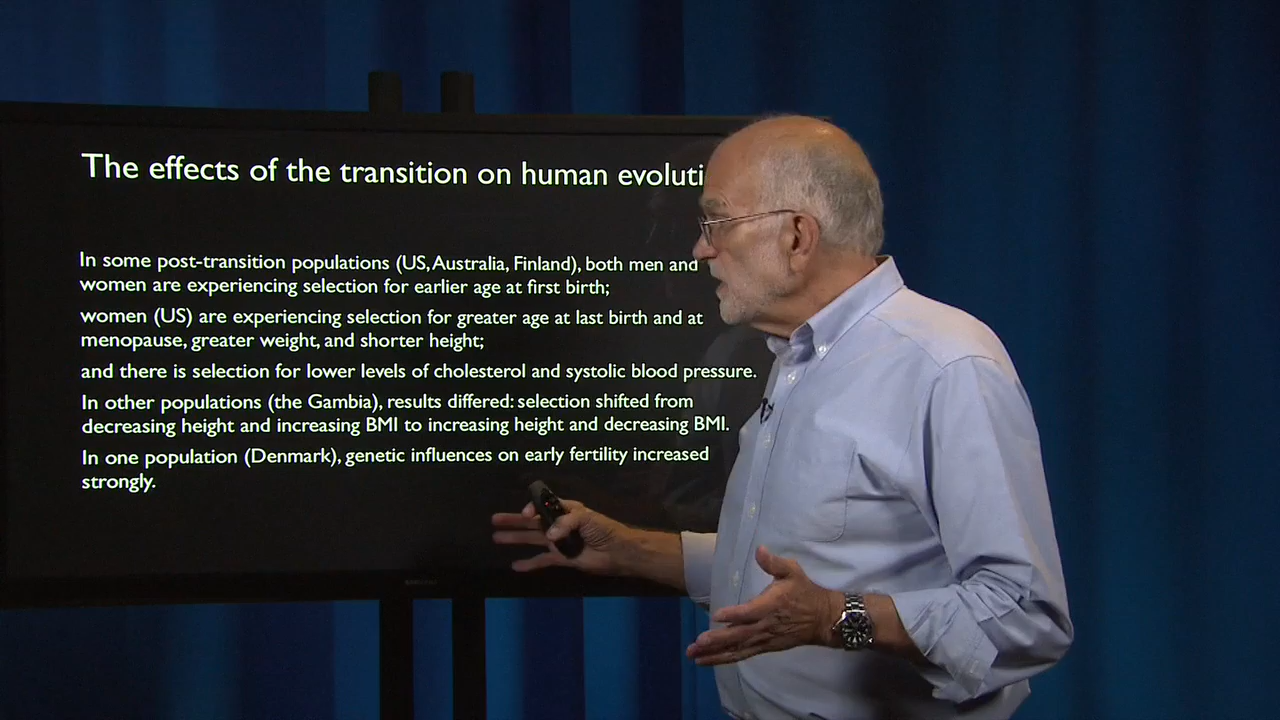 The effects of the transition on human evoluti
In some post-transition populations (US, Australia, Finland), both men and
women are experiencing selection for earlier age at first birth;
women (US) are experiencing selection for greater age at last birth and at
menopause, greater weight, and shorter height;
and there is selection for lower levels of cholesterol and systolic blood pressure.
In other populations (the Gambia), results differed: selection shifted from
decreasing height and increasing BMI to increasing height and decreasing BMI.
In one population (Denmark), genetic influences on early fertility increased
strongly.